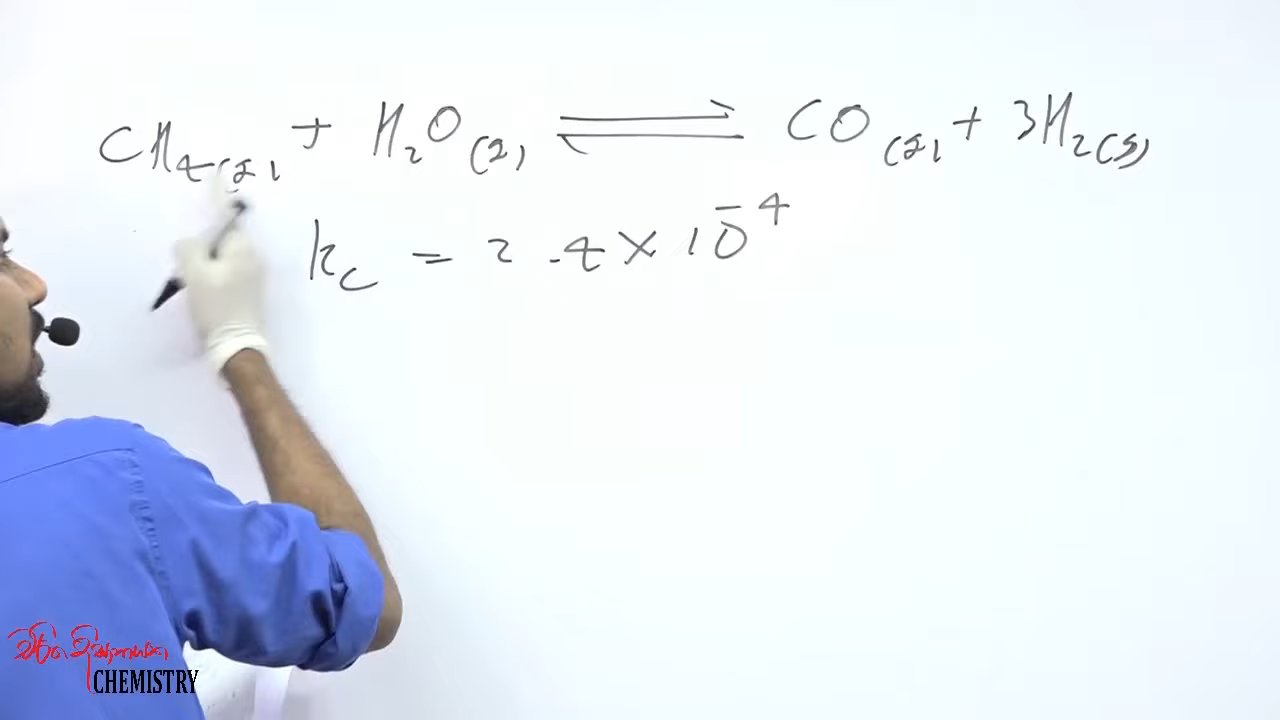 CH₄(g) + H₂O(g) ⇌ CO(g) + 3H₂(g)
kc = 2.4 × 10⁻⁴
CHEMISTRY